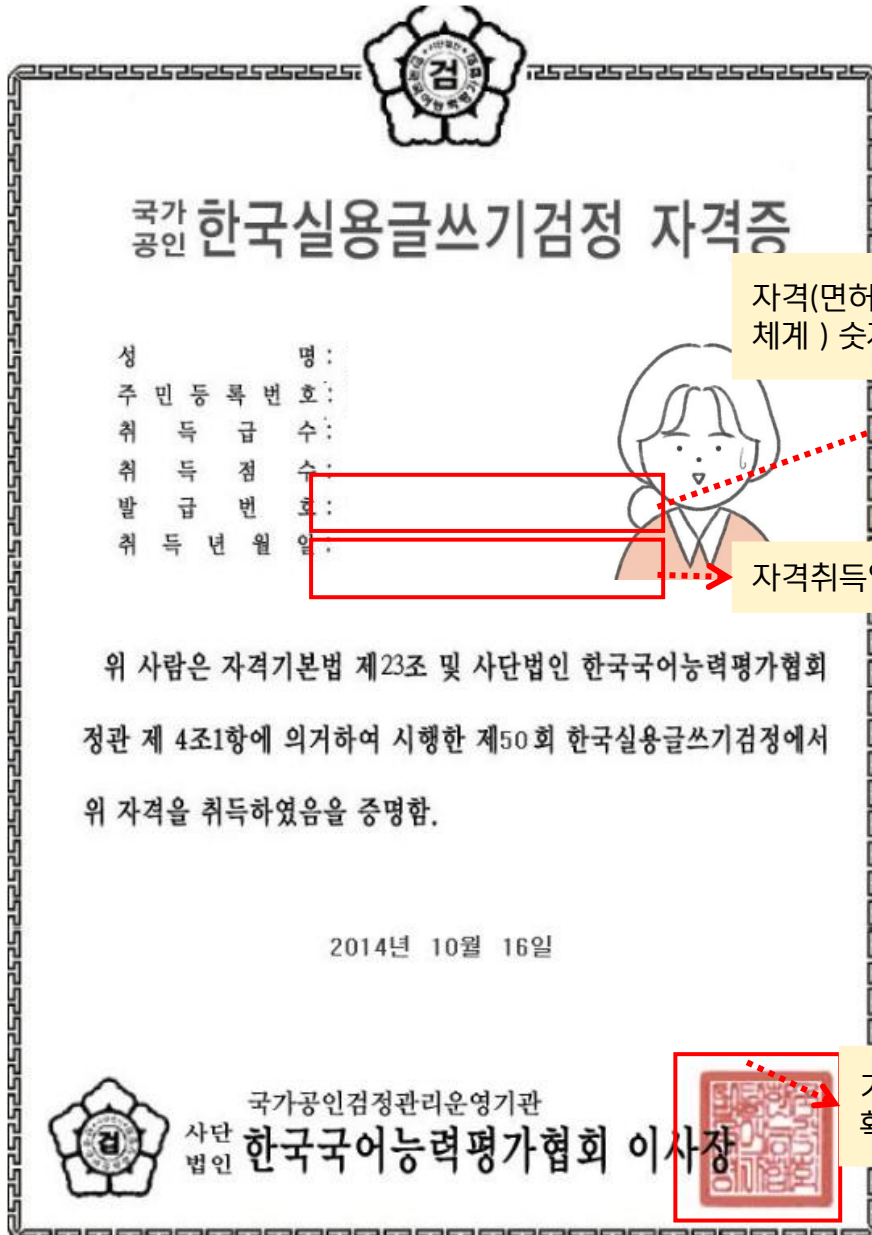 검
국가
공인 한국실용글쓰기검정 자격증
자격(면허
체계 ) 숫
성 명 :
주 민 등 록 번 호 :
취 득 급 수 :
취 득 점 수 :
발 급 번 호 :
취 득 년 월 일 :
자격취득
위 사람은 자격기본법 제23조 및 사단법인 한국국어능력평가협회
정관 제 4조1항에 의거하여 시행한 제50회 한국실용글쓰기검정에서
위 자격을 취득하였음을 증명함.
2014년 10월 16일
국가공인검정관리운영기관
검
사단
법인 한국국어능력평가협회 이사장